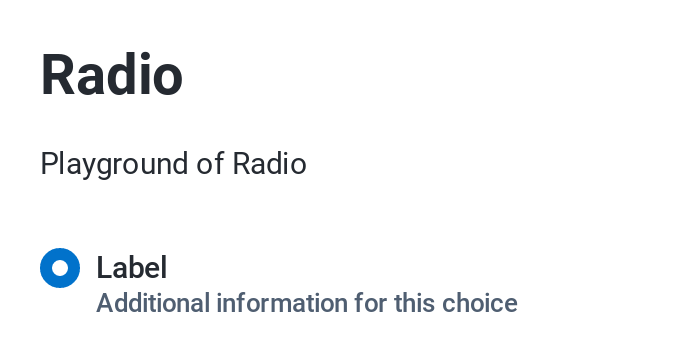 Radio
Playground of Radio
Label
Additional information for this choice